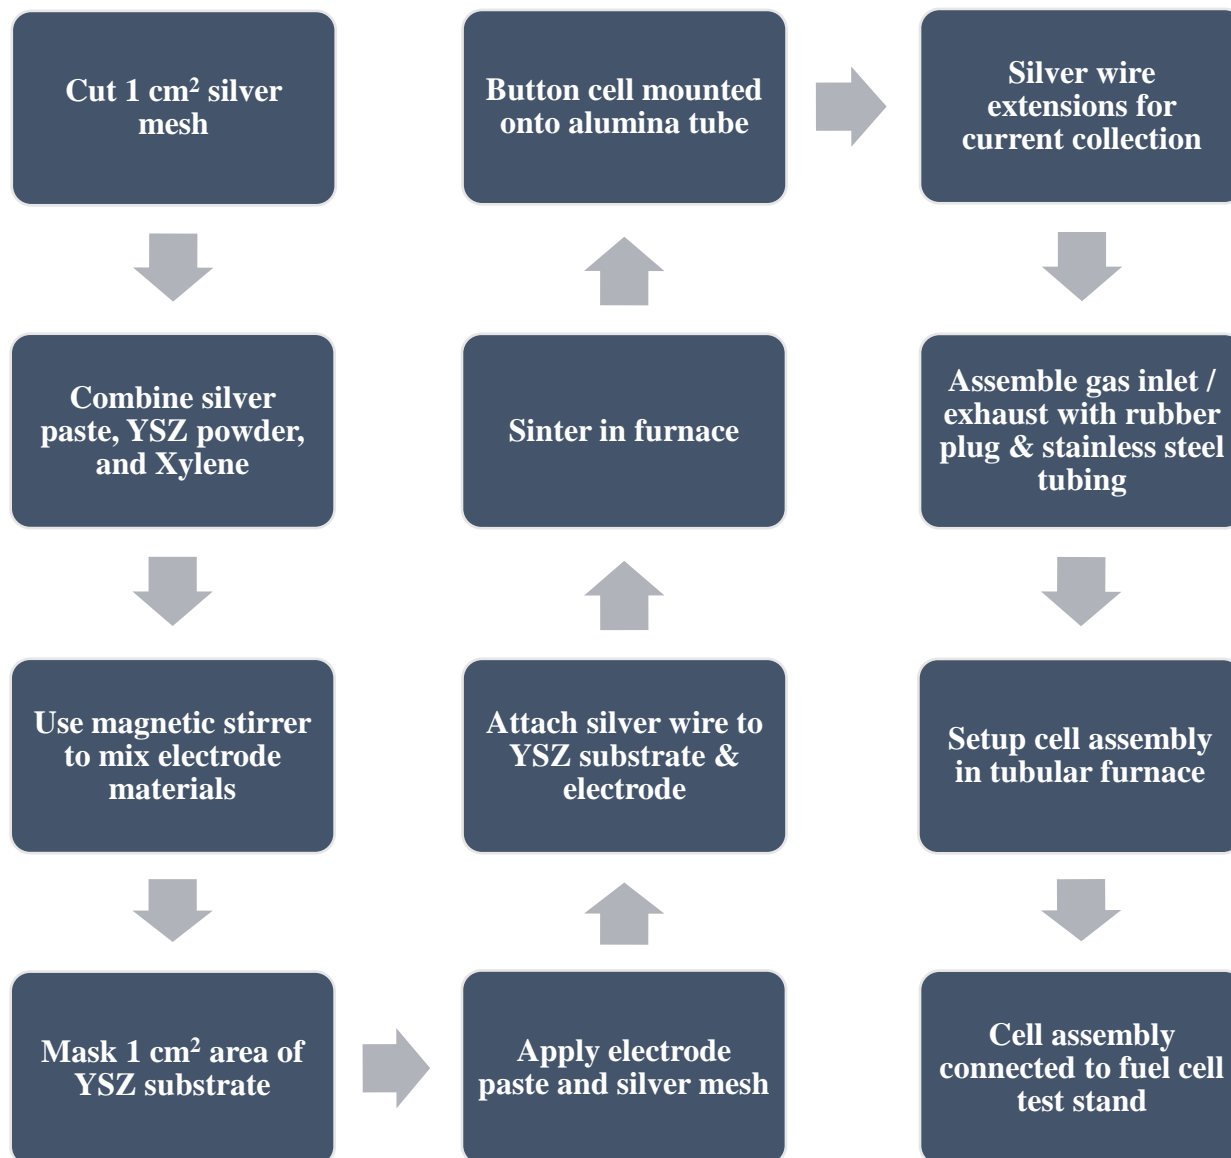 Cut 1 cm² silver
mesh
Combine silver
paste, YSZ powder,
and Xylene
Use magnetic stirrer
to mix electrode
materials
Mask 1 cm² area of
YSZ substrate
Apply electrode
paste and silver mesh
Attach silver wire to
YSZ substrate &
electrode
Sinter in furnace
Button cell mounted
onto alumina tube
Silver wire
extensions for
current collection
Assemble gas inlet /
exhaust with rubber
plug & stainless steel
tubing
Setup cell assembly
in tubular furnace
Cell assembly
connected to fuel cell
test stand